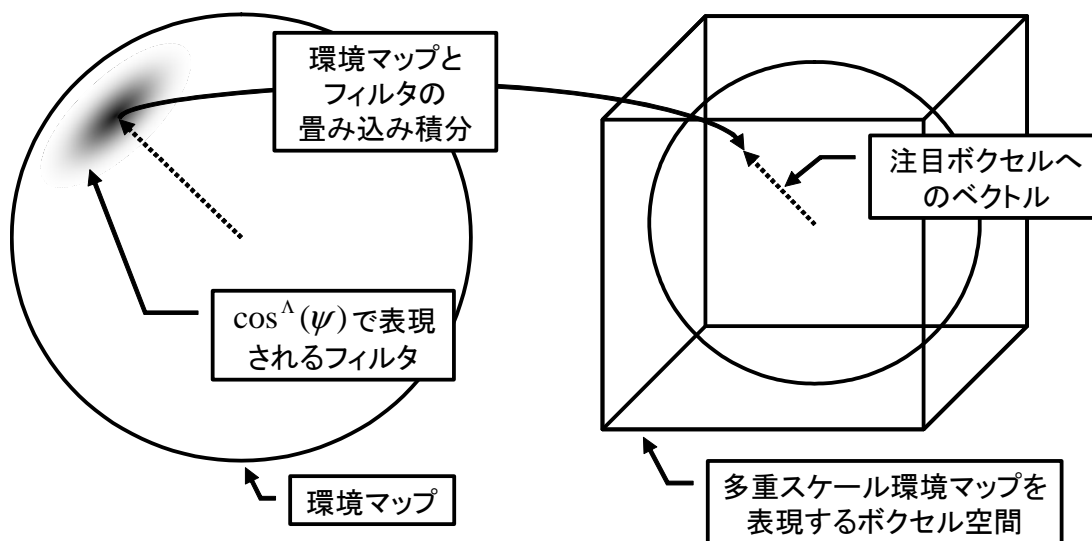 環境マップと
フィルタの
畳み込み積分
注目ボクセルへ
のベクトル
cos^Λ(ψ)で表現
されるフィルタ
環境マップ
多重スケール環境マップを
表現するボクセル空間